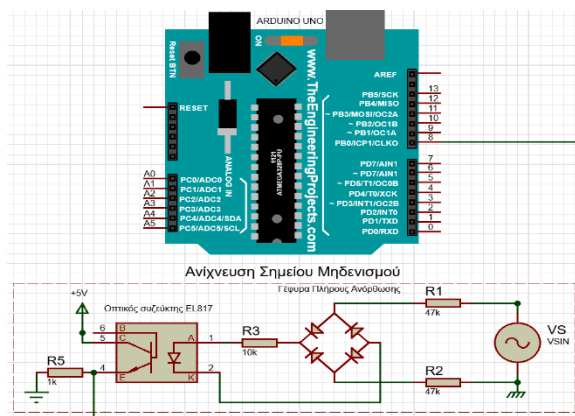 ARDUINO UNO
Reset BTN
ON
www.TheEngineeringProjects.com
AREF
RESET
PB5/SCK 13
PB4/MISO 12
~ PB3/MOSI/OC2A 11
~ PB2/OC1B 10
~ PB1/OC1A 9
PB0/ICP1/CLKO 8
ANALOG IN
1121
ATMEGA328P-PU
A0 PC0/ADC0
A1 PC1/ADC1
A2 PC2/ADC2
A3 PC3/ADC3
A4 PC4/ADC4/SDA
A5 PC5/ADC5/SCL
PD7/AIN1 7
~ PD7/AIN1 6
~ PD5/T1/OC0B 5
PD4/T0/XCK 4
~ PD3/INT1/OC2B 3
PD2/INT0 2
PD1/TXD 1
PD0/RXD 0
Ανίχνευση Σημείου Μηδενισμού
Γέφυρα Πλήρους Ανόρθωσης
+5V
Οπτικός συζεύκτης EL817
R1
47k
6 B
5 C
A 1
R3
10k
VS
VSIN
R5
1k
4 E
K 2
R2
47k